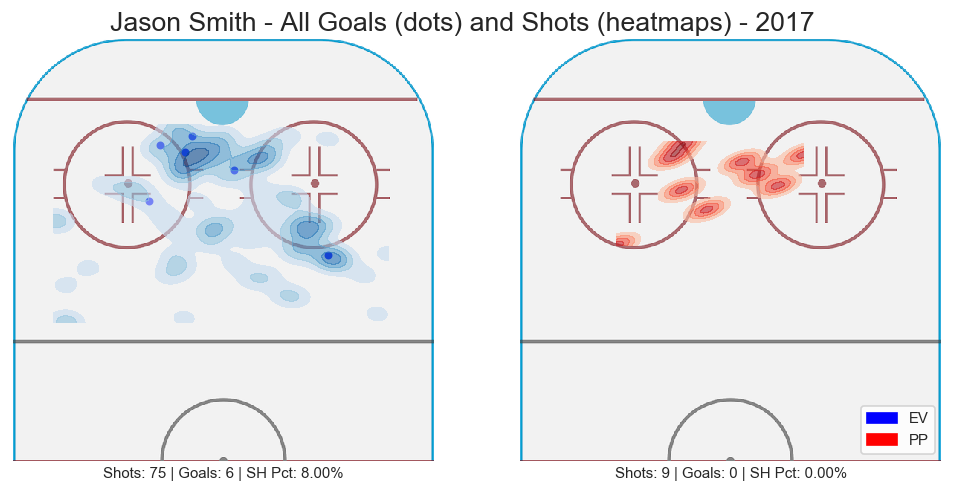 Jason Smith - All Goals (dots) and Shots (heatmaps) - 2017
EV
PP
Shots: 75 | Goals: 6 | SH Pct: 8.00%
Shots: 9 | Goals: 0 | SH Pct: 0.00%